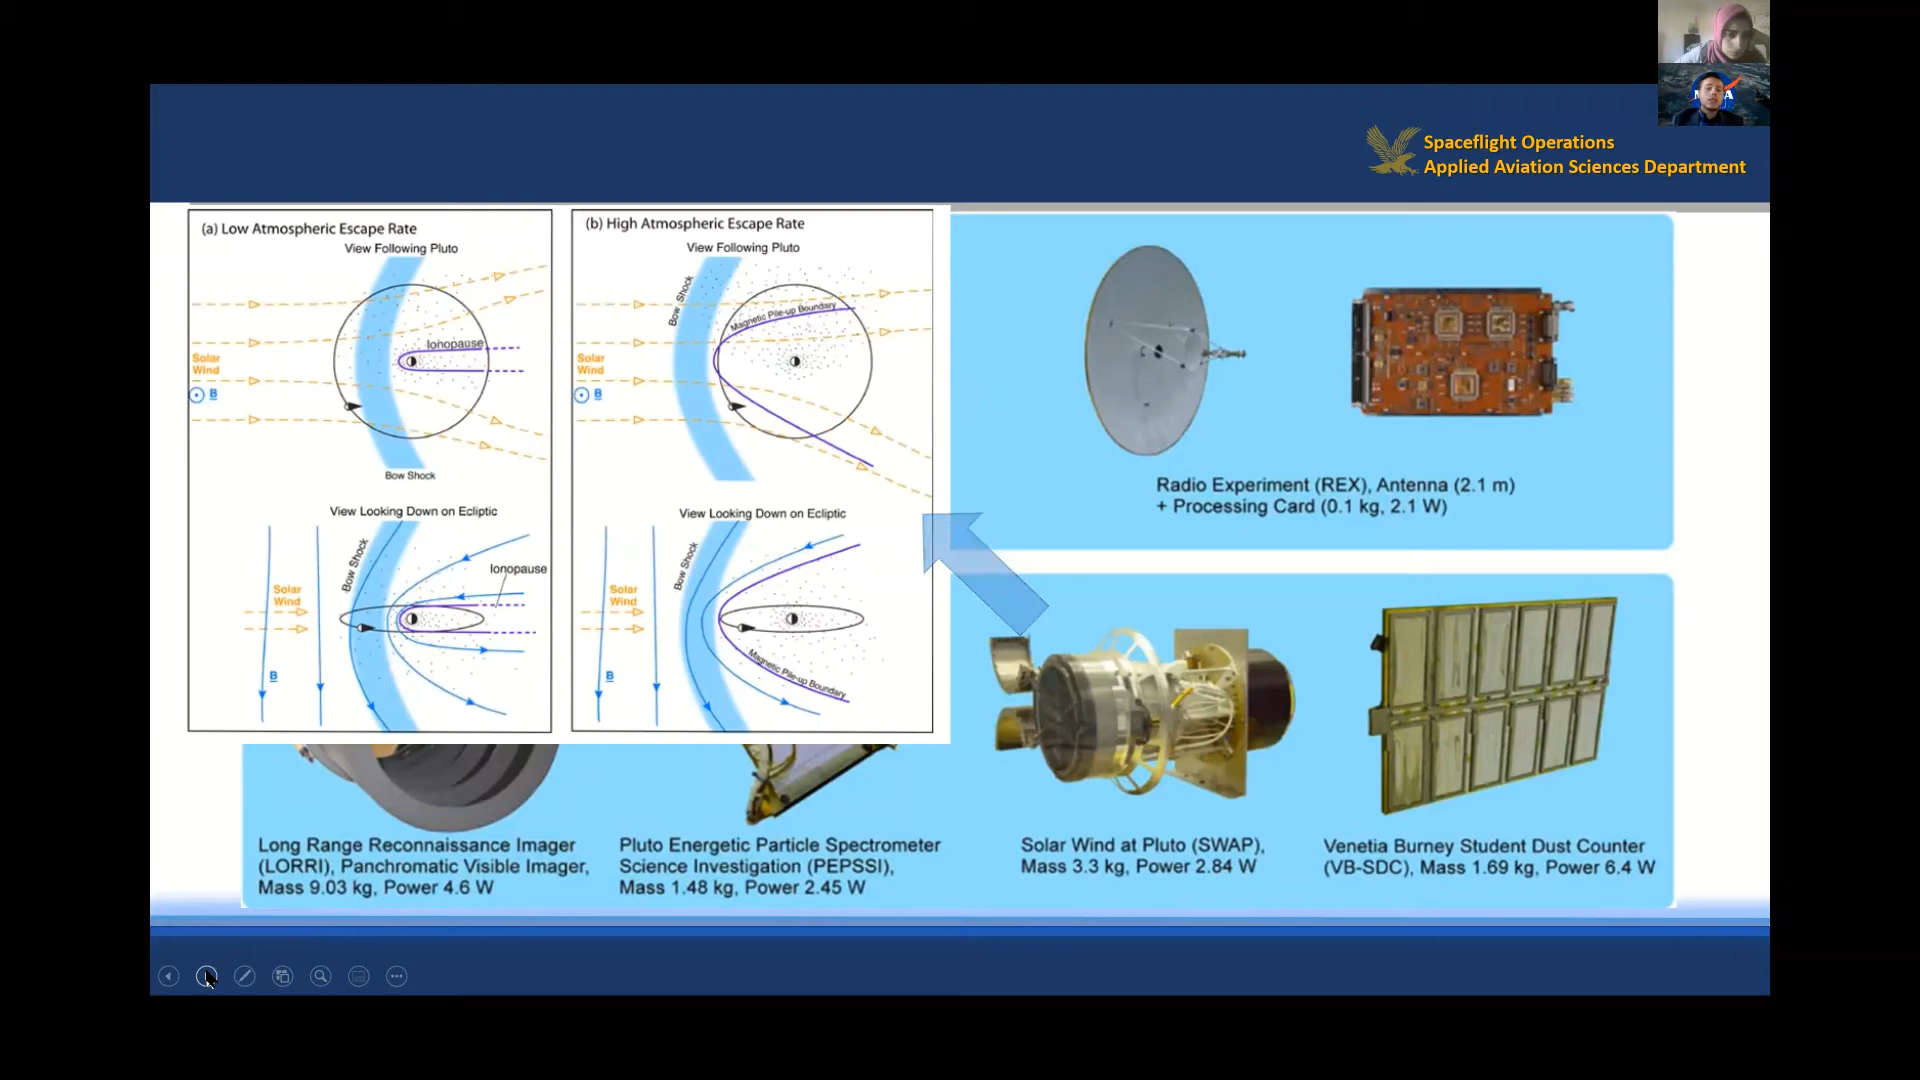 Spaceflight Operations
Applied Aviation Sciences Department
(a) Low Atmospheric Escape Rate
View Following Pluto
Ionopause
Solar
Wind
B
Bow Shock
View Looking Down on Ecliptic
Bow Shock
Ionopause
Solar
Wind
B
(b) High Atmospheric Escape Rate
View Following Pluto
Bow Shock
Magnetic Pile-up Boundary
Solar
Wind
B
View Looking Down on Ecliptic
Bow Shock
Solar
Wind
Magnetic Pile-up Boundary
B
Radio Experiment (REX), Antenna (2.1 m)
+ Processing Card (0.1 kg, 2.1 W)
Long Range Reconnaissance Imager
(LORRI), Panchromatic Visible Imager,
Mass 9.03 kg, Power 4.6 W
Pluto Energetic Particle Spectrometer
Science Investigation (PEPSSI),
Mass 1.48 kg, Power 2.45 W
Solar Wind at Pluto (SWAP),
Mass 3.3 kg, Power 2.84 W
Venetia Burney Student Dust Counter
(VB-SDC), Mass 1.69 kg, Power 6.4 W